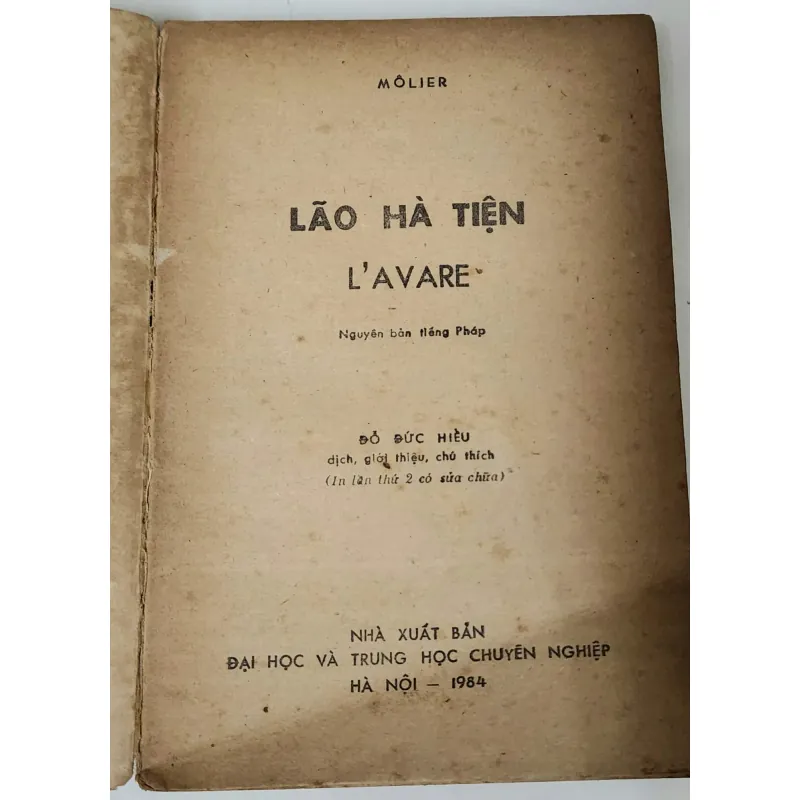 MÔLIER
LÃO HÀ TIỆN
L'AVARE
Nguyên bản tiếng Pháp
ĐỖ ĐỨC HIỂU
dịch, giới thiệu, chú thích
(In lần thứ 2 có sửa chữa)
NHÀ XUẤT BẢN
ĐẠI HỌC VÀ TRUNG HỌC CHUYÊN NGHIỆP
HÀ NỘI — 1984